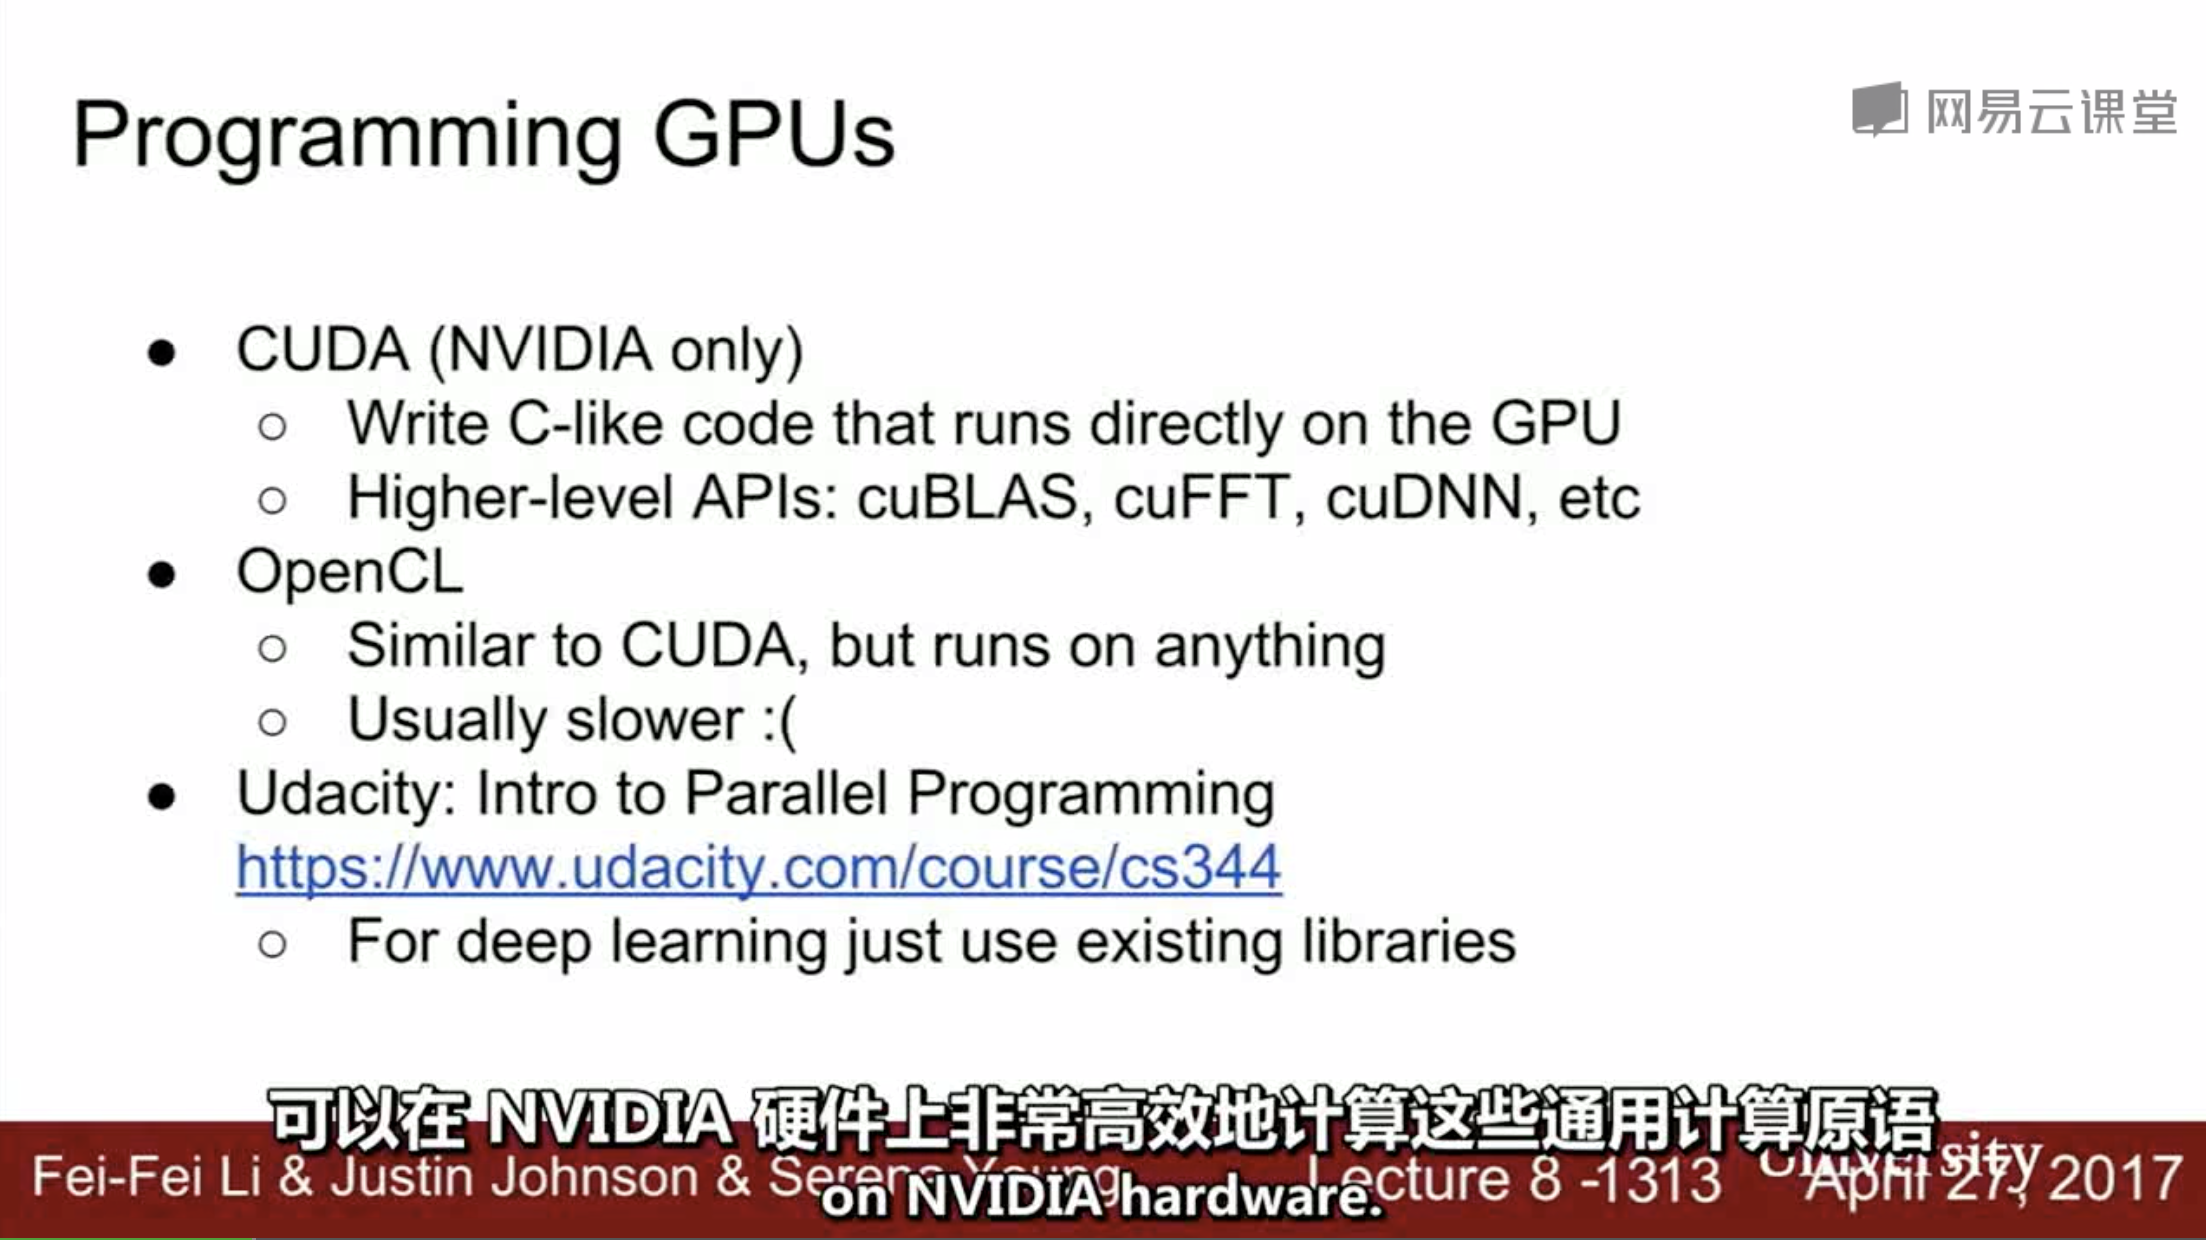 Programming GPUs
网易云课堂
● CUDA (NVIDIA only)
○ Write C-like code that runs directly on the GPU
○ Higher-level APIs: cuBLAS, cuFFT, cuDNN, etc
● OpenCL
○ Similar to CUDA, but runs on anything
○ Usually slower :(
● Udacity: Intro to Parallel Programming
https://www.udacity.com/course/cs344
○ For deep learning just use existing libraries
可以在 NVIDIA 硬件上非常高效地计算这些通用计算原语
Fei-Fei Li & Justin Johnson & Serena Yeung Lecture 8 -1313 University April 27, 2017
on NVIDIA hardware.